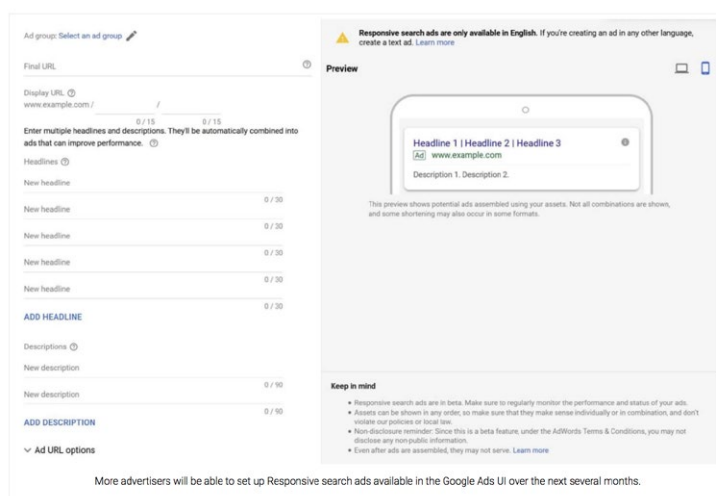 Ad group: Select an ad group
Final URL
Display URL
www.example.com / /
0 / 15 0 / 15
Enter multiple headlines and descriptions. They'll be automatically combined into
ads that can improve performance.
Headlines
New headline
0 / 30
New headline
0 / 30
New headline
0 / 30
New headline
0 / 30
New headline
0 / 30
ADD HEADLINE
Descriptions
New description
0 / 90
New description
0 / 90
ADD DESCRIPTION
Ad URL options
Responsive search ads are only available in English. If you're creating an ad in any other language,
create a text ad. Learn more
Preview
Headline 1 | Headline 2 | Headline 3
Ad www.example.com
Description 1. Description 2.
This preview shows potential ads assembled using your assets. Not all combinations are shown,
and some shortening may also occur in some formats.
Keep in mind
• Responsive search ads are in beta. Make sure to regularly monitor the performance and status of your ads.
• Assets can be shown in any order, so make sure that they make sense individually or in combination, and don't
violate our policies or local law.
• Non-disclosure reminder: Since this is a beta feature, under the AdWords Terms & Conditions, you may not
disclose any non-public information.
• Even after ads are assembled, they may not serve. Learn more
More advertisers will be able to set up Responsive search ads available in the Google Ads UI over the next several months.